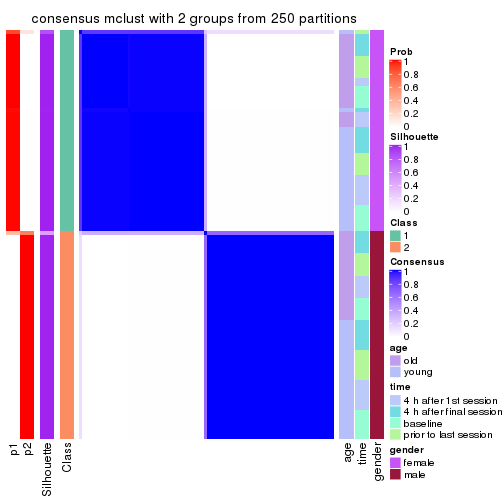 consensus mclust with 2 groups from 250 partitions
Prob
1
0.8
0.6
0.4
0.2
0
Silhouette
1
0.8
0.6
0.4
0.2
0
Class
1
2
Consensus
1
0.8
0.6
0.4
0.2
0
age
old
young
time
4 h after 1st session
4 h after final session
baseline
prior to last session
gender
female
male
p1
p2
Silhouette
Class
age
time
gender